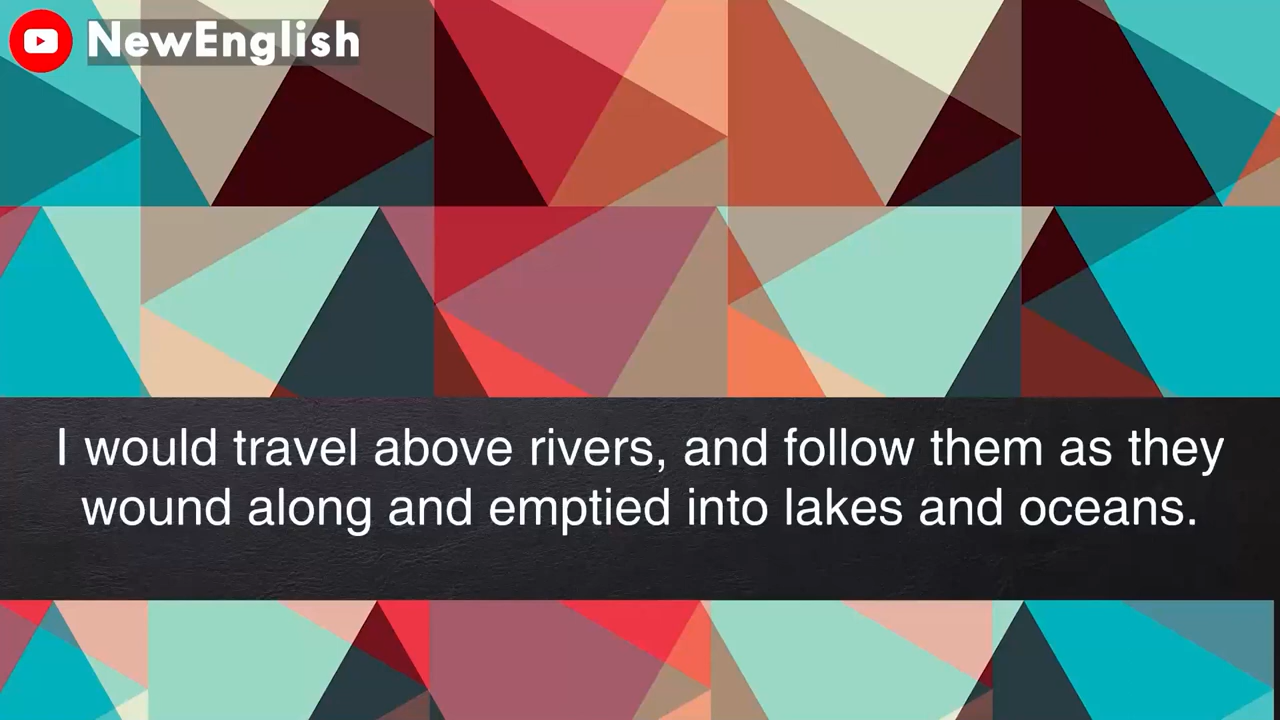 NewEnglish
I would travel above rivers, and follow them as they
wound along and emptied into lakes and oceans.